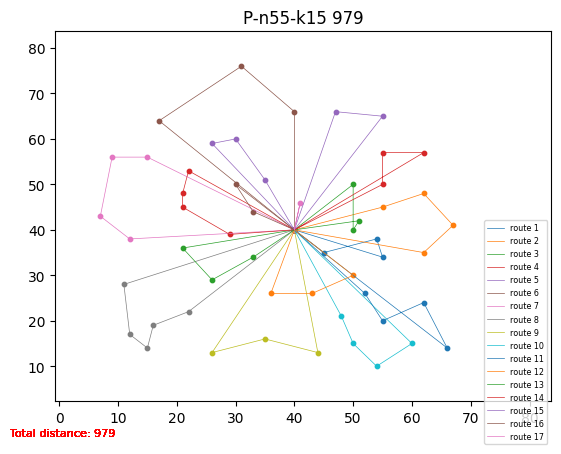 P-n55-k15 979
80
70
60
50
40
30
20
10
0 10 20 30 40 50 60 70 80
route 1
route 2
route 3
route 4
route 5
route 6
route 7
route 8
route 9
route 10
route 11
route 12
route 13
route 14
route 15
route 16
route 17
Total distance: 979